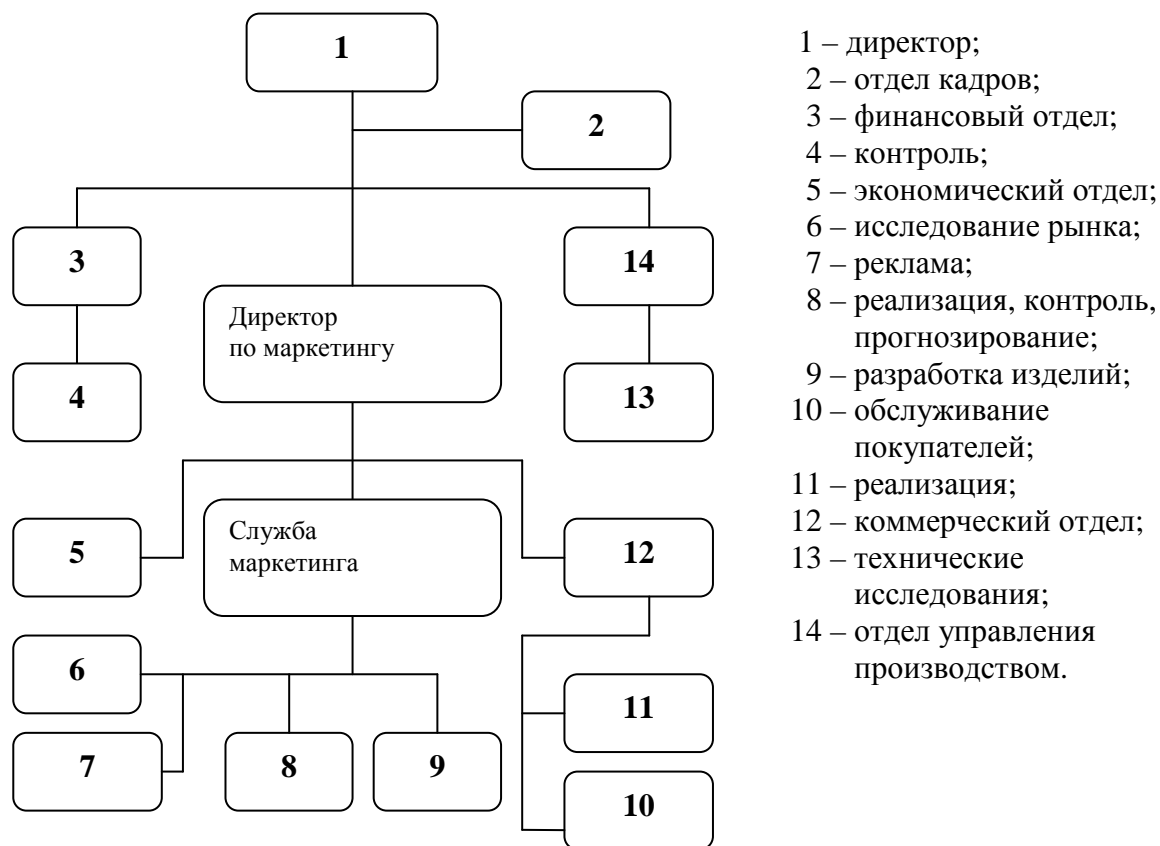 1
2
3
14
Директор
по маркетингу
4
13
5
Служба
маркетинга
12
6
11
7
8
9
10
1 – директор;
2 – отдел кадров;
3 – финансовый отдел;
4 – контроль;
5 – экономический отдел;
6 – исследование рынка;
7 – реклама;
8 – реализация, контроль,
прогнозирование;
9 – разработка изделий;
10 – обслуживание
покупателей;
11 – реализация;
12 – коммерческий отдел;
13 – технические
исследования;
14 – отдел управления
производством.